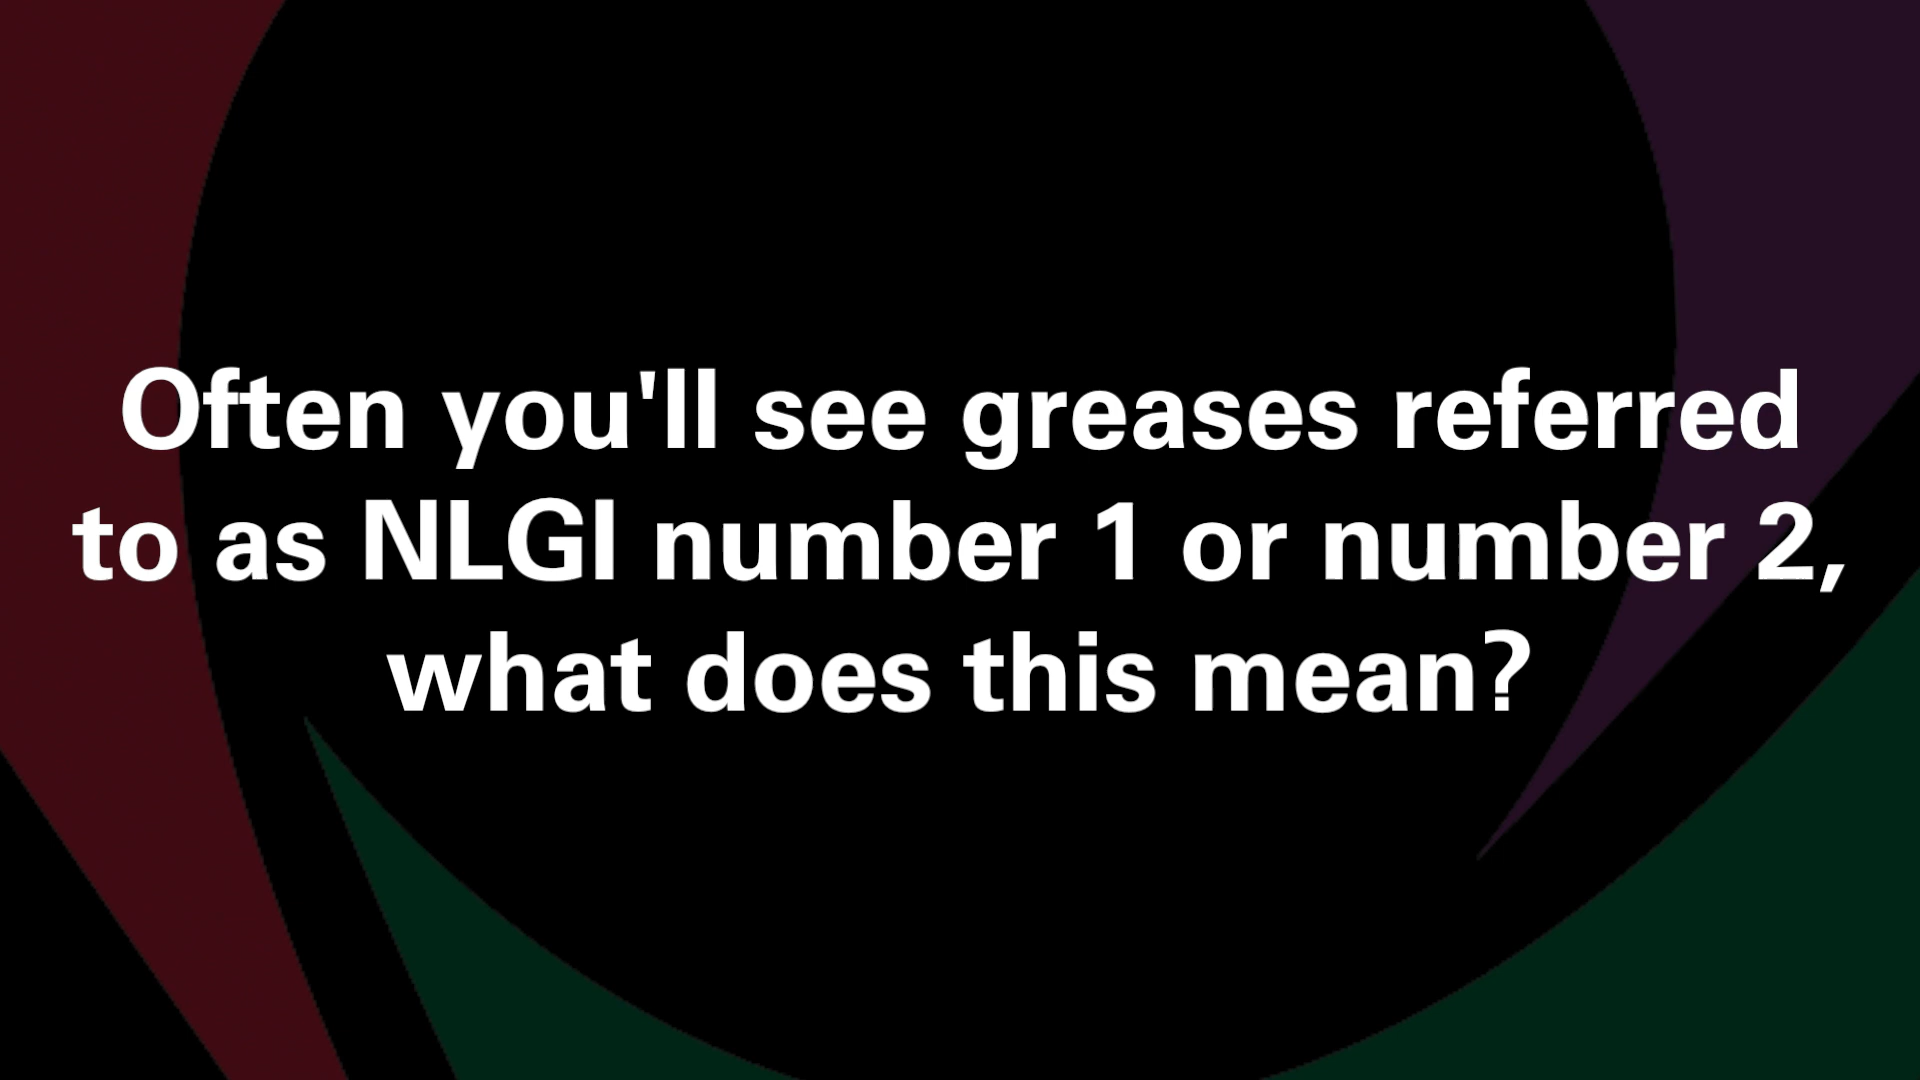 Often you'll see greases referred
to as NLGI number 1 or number 2,
what does this mean?